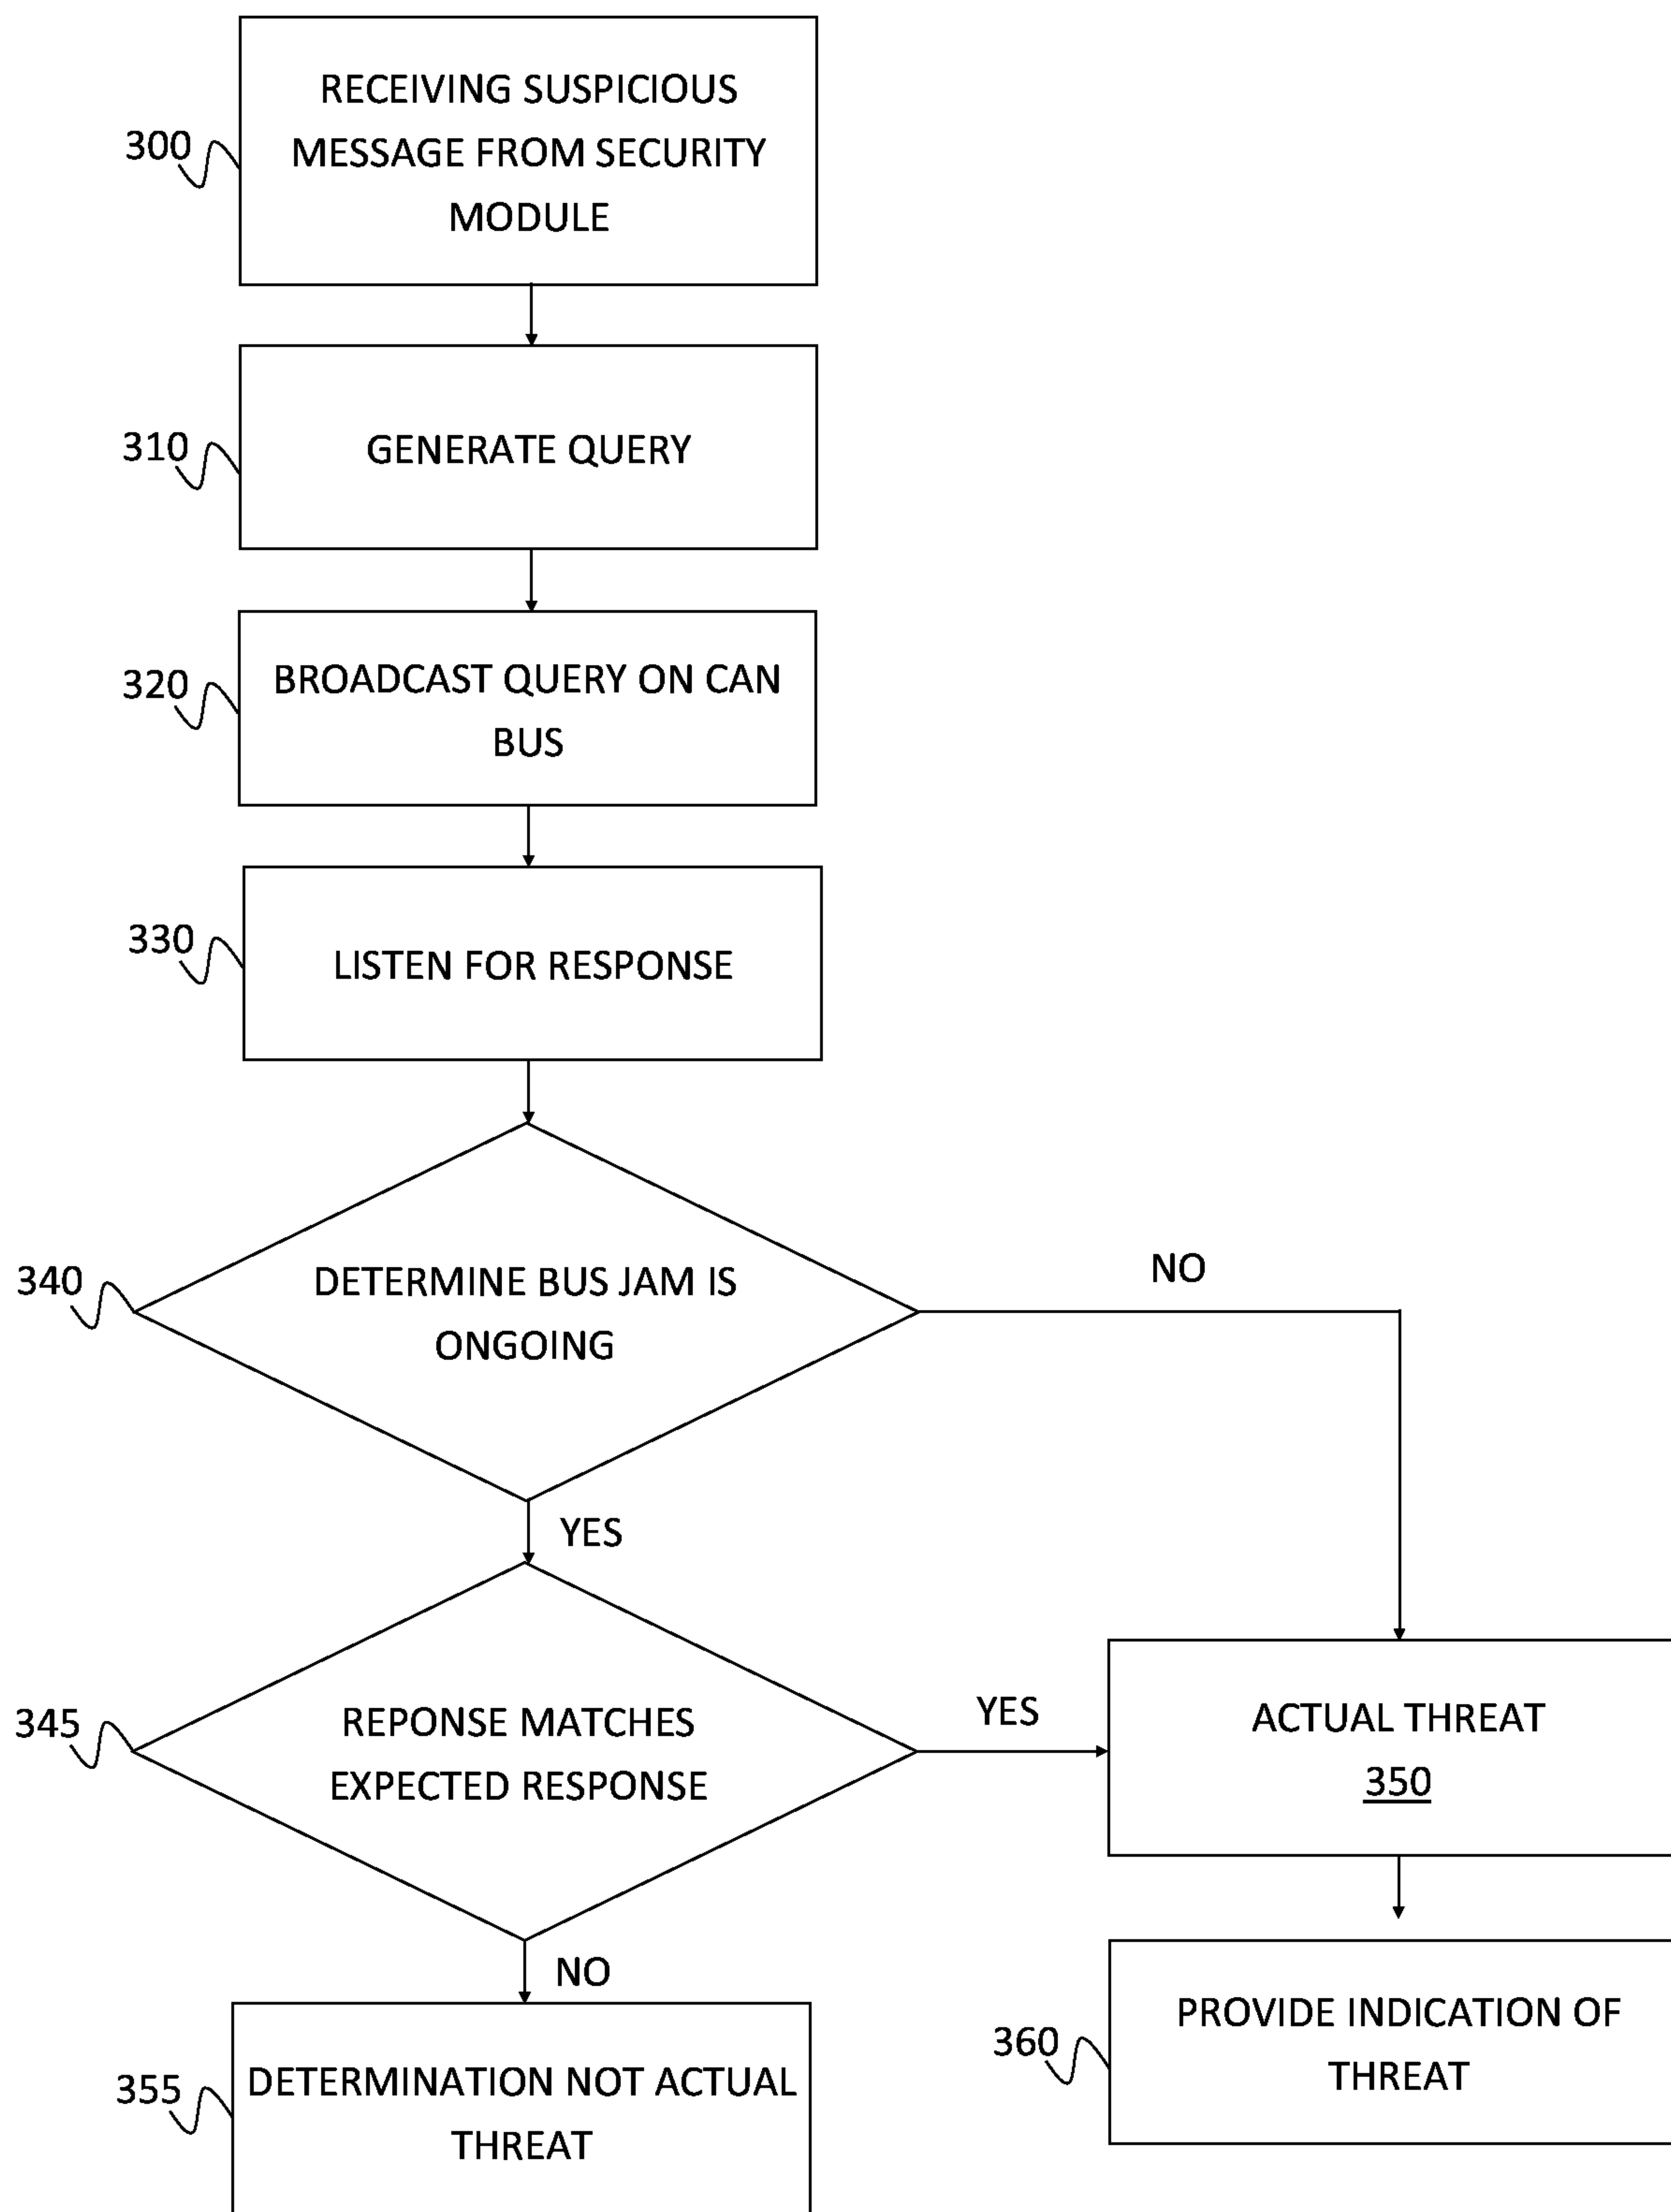 300
RECEIVING SUSPICIOUS
MESSAGE FROM SECURITY
MODULE
310
GENERATE QUERY
320
BROADCAST QUERY ON CAN
BUS
330
LISTEN FOR RESPONSE
340
DETERMINE BUS JAM IS
ONGOING
NO
YES
345
REPONSE MATCHES
EXPECTED RESPONSE
YES
ACTUAL THREAT
350
NO
360
PROVIDE INDICATION OF
THREAT
355
DETERMINATION NOT ACTUAL
THREAT